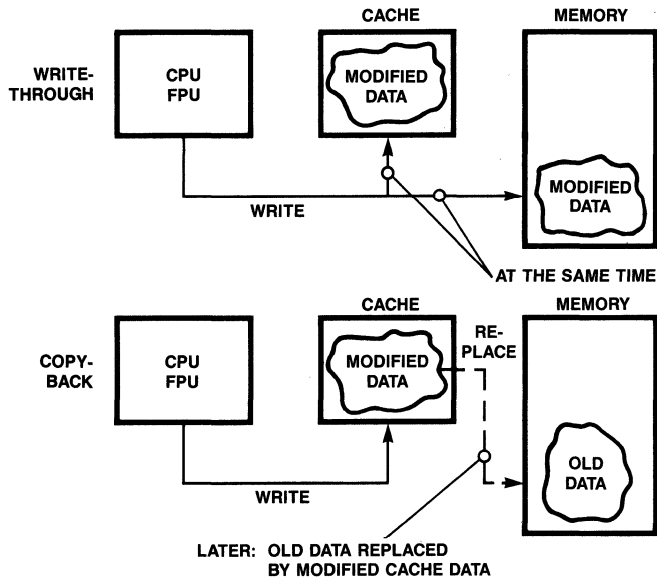 CACHE
MEMORY
WRITE-
THROUGH
CPU
FPU
MODIFIED
DATA
MODIFIED
DATA
WRITE
AT THE SAME TIME
CACHE
MEMORY
COPY-
BACK
CPU
FPU
MODIFIED
DATA
RE-
PLACE
OLD
DATA
WRITE
LATER: OLD DATA REPLACED
BY MODIFIED CACHE DATA